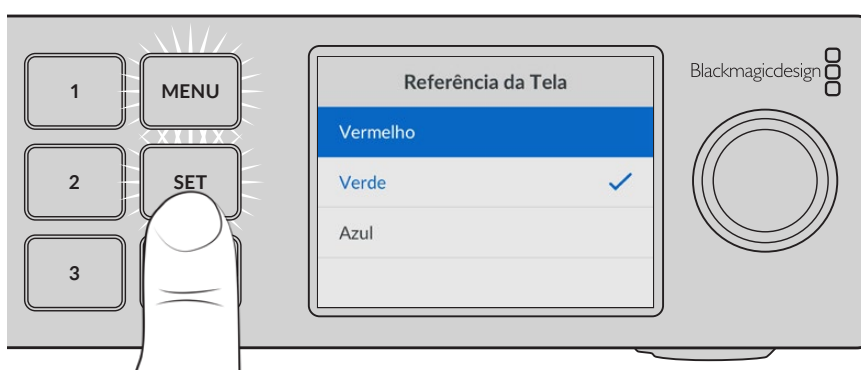 1
MENU
2
SET
3
Referência da Tela
Vermelho
Verde
Azul
Blackmagicdesign